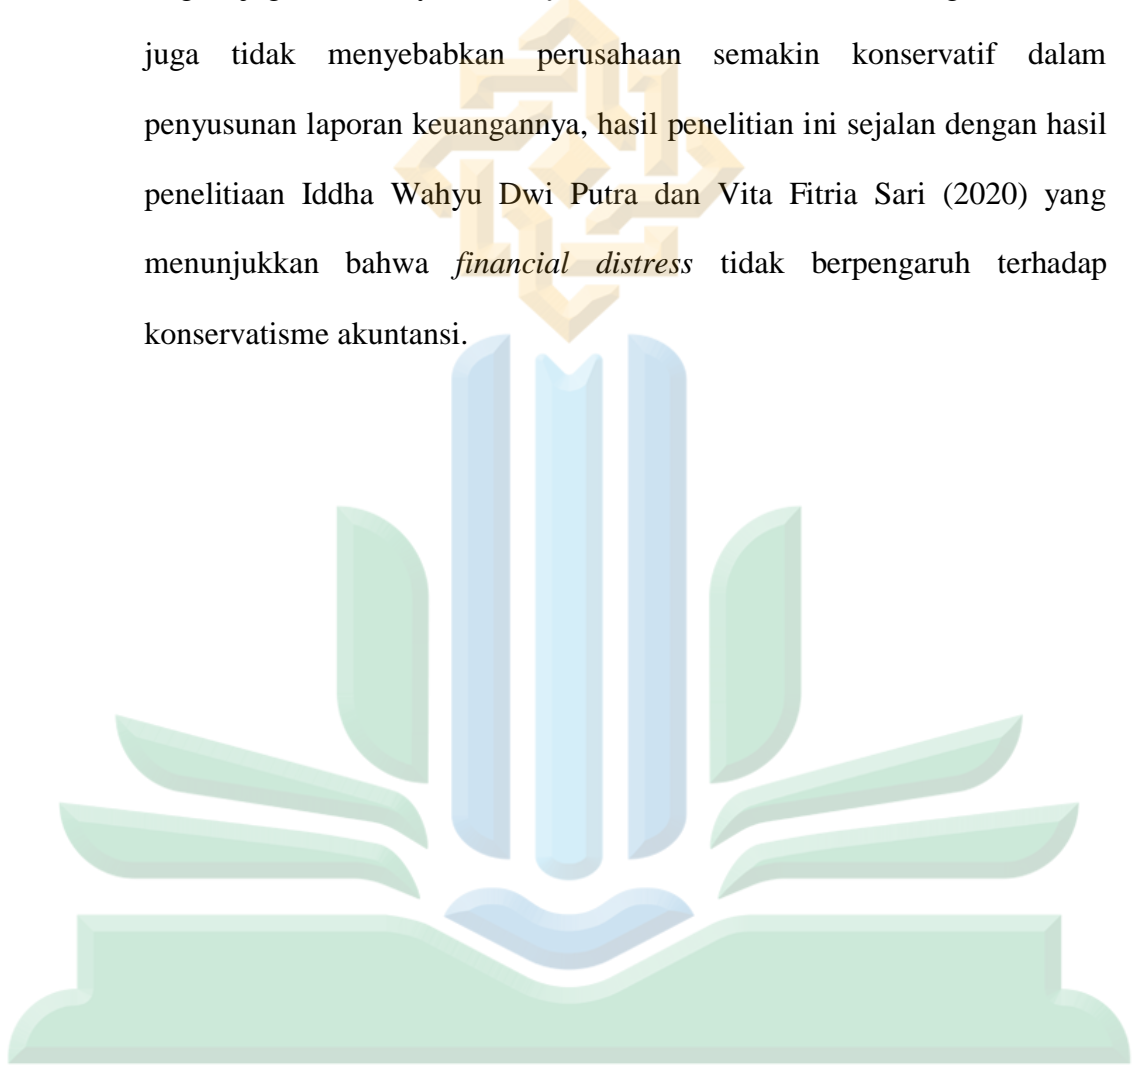 juga tidak menyebabkan perusahaan semakin konservatif dalam
penyusunan laporan keuangannya, hasil penelitian ini sejalan dengan hasil
penelitiaan Iddha Wahyu Dwi Putra dan Vita Fitria Sari (2020) yang
menunjukkan bahwa financial distress tidak berpengaruh terhadap
konservatisme akuntansi.